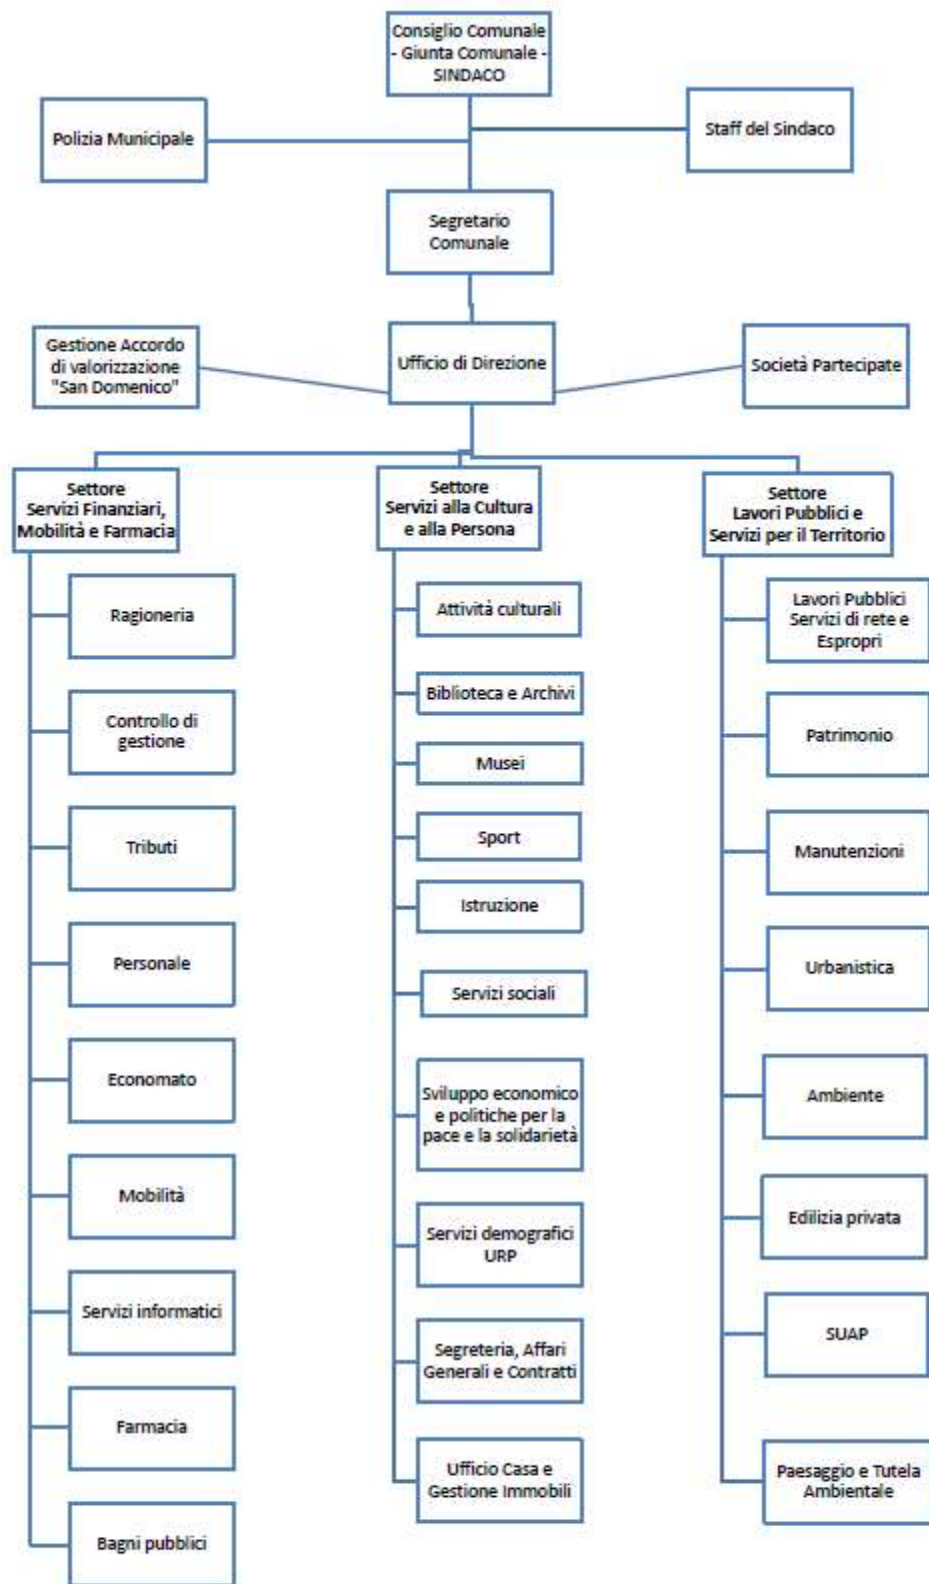 Consiglio Comunale
- Giunta Comunale -
SINDACO
Polizia Municipale
Staff del Sindaco
Segretario
Comunale
Gestione Accordo
di valorizzazione
"San Domenico"
Ufficio di Direzione
Società Partecipate
Settore
Servizi Finanziari,
Mobilità e Farmacia
Ragioneria
Controllo di
gestione
Tributi
Personale
Economato
Mobilità
Servizi informatici
Farmacia
Bagni pubblici
Settore
Servizi alla Cultura
e alla Persona
Attività culturali
Biblioteca e Archivi
Musei
Sport
Istruzione
Servizi sociali
Sviluppo economico
e politiche per la
pace e la solidarietà
Servizi demografici
URP
Segreteria, Affari
Generali e Contratti
Ufficio Casa e
Gestione Immobili
Settore
Lavori Pubblici e
Servizi per il Territorio
Lavori Pubblici
Servizi di rete e
Espropri
Patrimonio
Manutenzioni
Urbanistica
Ambiente
Edilizia privata
SUAP
Paesaggio e Tutela
Ambientale